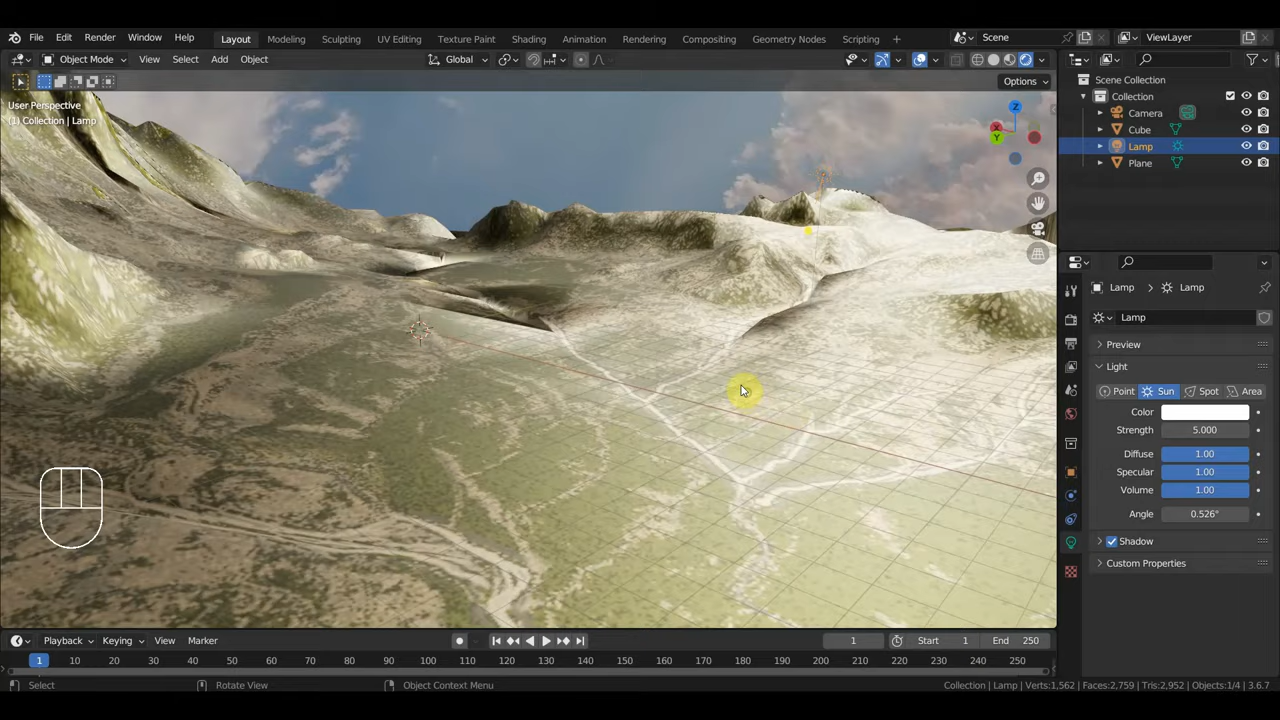 File Edit Render Window Help
Layout Modeling Sculpting UV Editing Texture Paint Shading Animation Rendering Compositing Geometry Nodes Scripting +
Scene
ViewLayer
Object Mode View Select Add Object
Global
Options
User Perspective
(1) Collection | Lamp
Z
X
Y
Scene Collection
Collection
Camera
Cube
Lamp
Plane
Lamp > Lamp
Lamp
Preview
Light
Point Sun Spot Area
Color
Strength 5.000
Diffuse 1.00
Specular 1.00
Volume 1.00
Angle 0.526°
Shadow
Custom Properties
Playback Keying View Marker
1 Start 1 End 250
1 10 20 30 40 50 60 70 80 90 100 110 120 130 140 150 160 170 180 190 200 210 220 230 240 250
Select Rotate View Object Context Menu
Collection | Lamp | Verts:1,562 | Faces:2,759 | Tris:2,952 | Objects:1/4 | 3.6.7